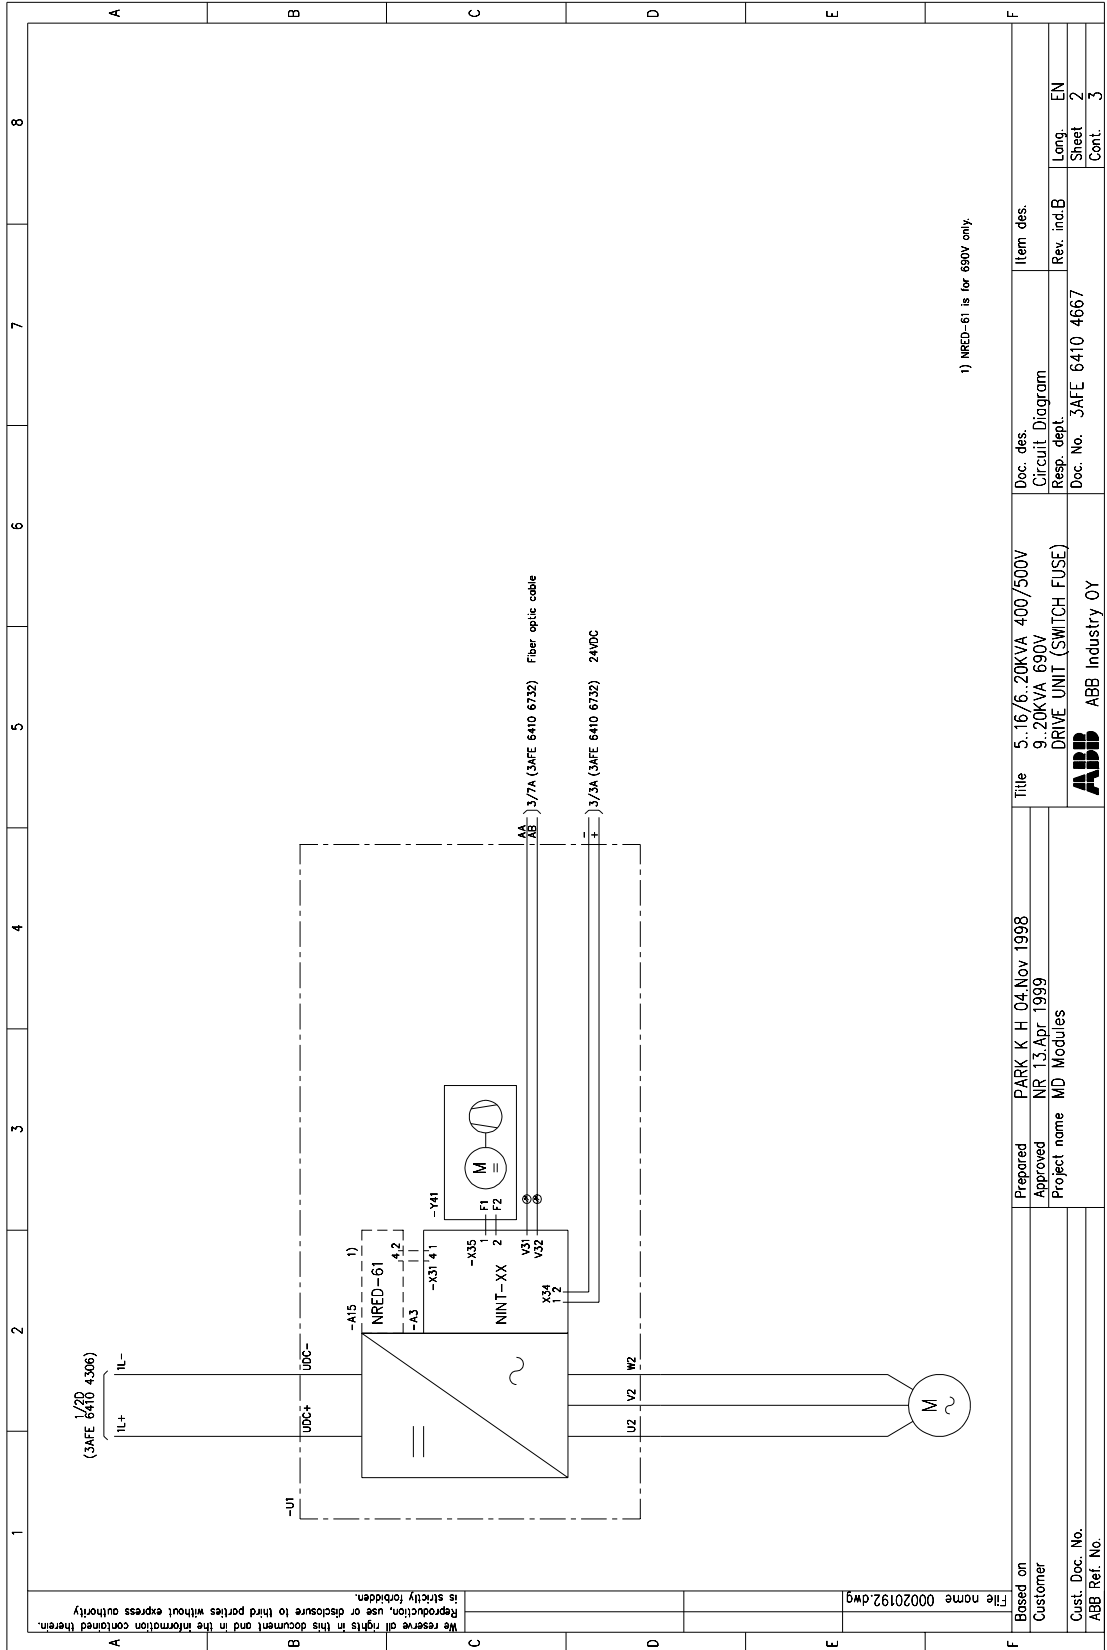 1 2 3 4 5 6 7 8
A
B
C
D
E
F
A
B
C
D
E
F
We reserve all rights in this document and in the information contained therein.
Reproduction, use or disclosure to third parties without express authority
is strictly forbidden.
File name 00020192.dwg
1/2D
(3AFE 6410 4306)
1L+ 1L-
-U1
UDC+ UDC-
-A15
1)
NRED-61
4 2
-X31 4 1
-A3
NINT-XX
-Y41
-X35
1 F1
2 F2
M
=
V31
V32
X34
1 2
AA
AB
3/7A (3AFE 6410 6732) Fiber optic cable
-
+
3/3A (3AFE 6410 6732) 24VDC
U2 V2 W2
M
1) NRED-61 is for 690V only.
Based on
Customer
Cust. Doc. No.
ABB Ref. No.
Prepared PARK K H 04.Nov 1998
Approved NR 13.Apr 1999
Project name MD Modules
Title 5..16/6..20KVA 400/500V
9..20KVA 690V
DRIVE UNIT (SWITCH FUSE)
ABB ABB Industry OY
Doc. des.
Circuit Diagram
Resp. dept.
Doc. No. 3AFE 6410 4667
Item des.
Rev. ind.B
Lang. EN
Sheet 2
Cont. 3